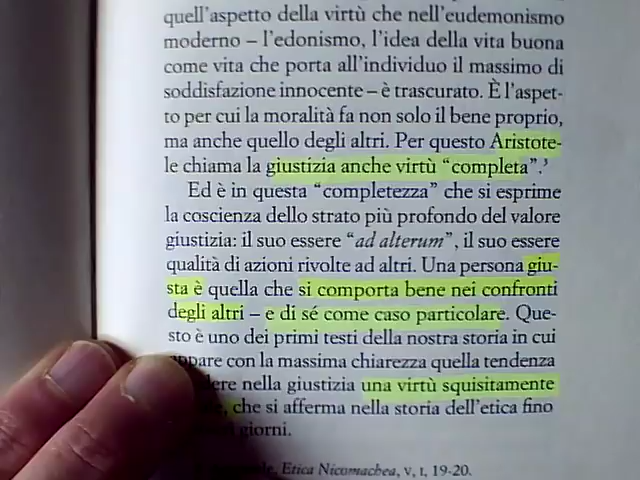 quell'aspetto della virtù che nell'eudemonismo
moderno – l'edonismo, l'idea della vita buona
come vita che porta all'individuo il massimo di
soddisfazione innocente – è trascurato. È l'aspet-
to per cui la moralità fa non solo il bene proprio,
ma anche quello degli altri. Per questo Aristote-
le chiama la giustizia anche virtù "completa".³
Ed è in questa "completezza" che si esprime
la coscienza dello strato più profondo del valore
giustizia: il suo essere "ad alterum", il suo essere
qualità di azioni rivolte ad altri. Una persona giu-
sta è quella che si comporta bene nei confronti
degli altri – e di sé come caso particolare. Que-
sto è uno dei primi testi della nostra storia in cui
appare con la massima chiarezza quella tendenza
nella giustizia una virtù squisitamente
che si afferma nella storia dell'etica fino
giorni.
Etica Nicomachea, v, 1, 19-20.